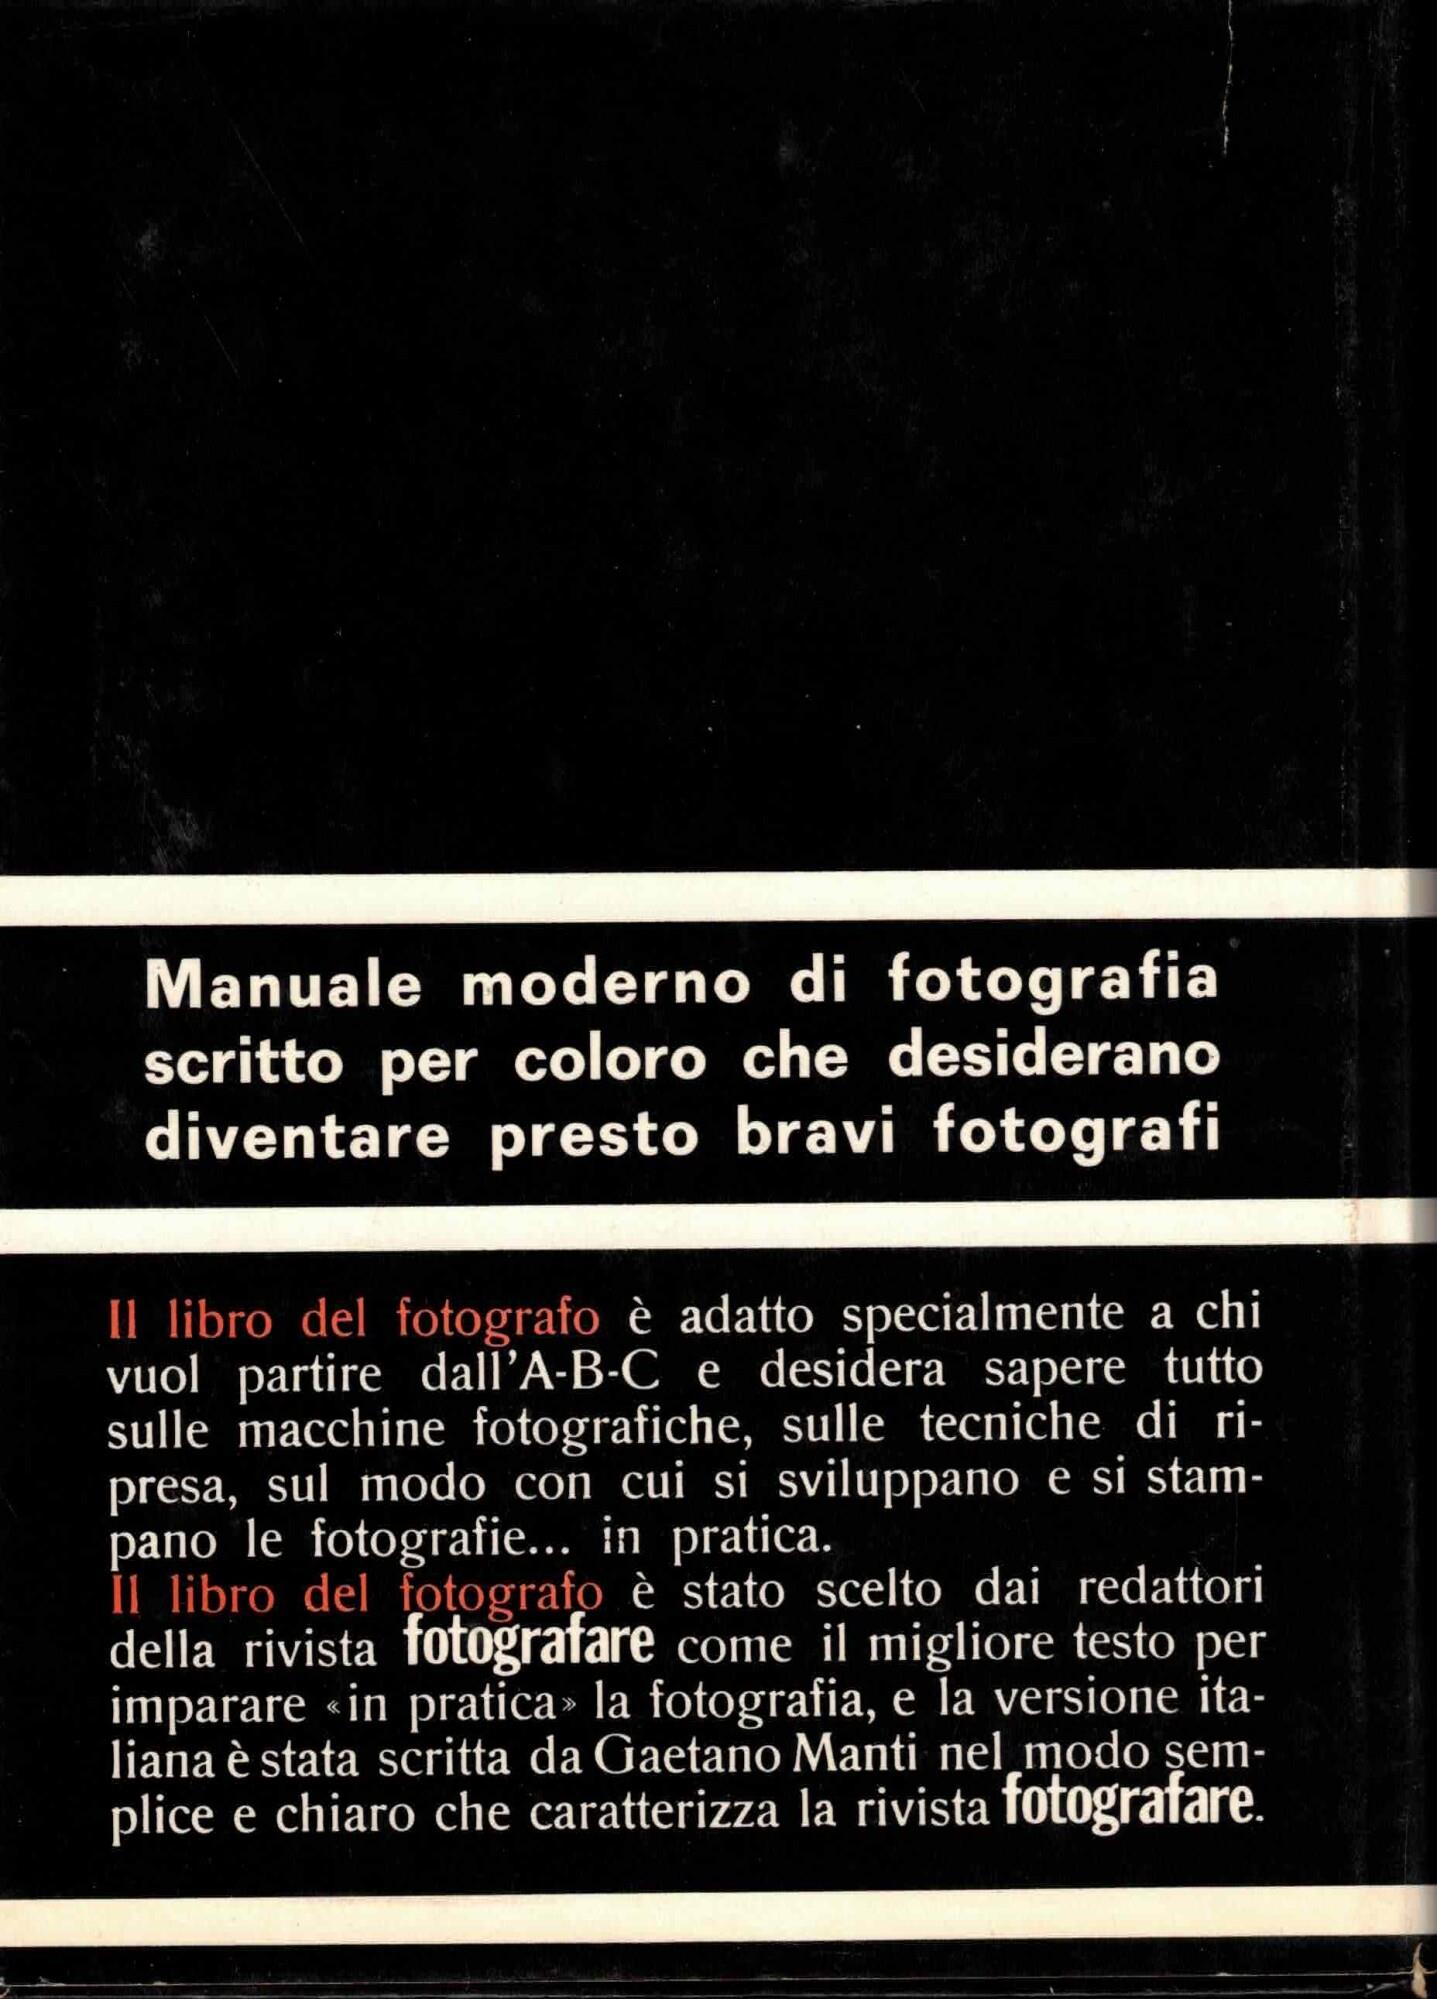 Manuale moderno di fotografia
scritto per coloro che desiderano
diventare presto bravi fotografi
Il libro del fotografo è adatto specialmente a chi
vuol partire dall'A-B-C e desidera sapere tutto
sulle macchine fotografiche, sulle tecniche di ri-
presa, sul modo con cui si sviluppano e si stam-
pano le fotografie... in pratica.
Il libro del fotografo è stato scelto dai redattori
della rivista fotografare come il migliore testo per
imparare «in pratica» la fotografia, e la versione ita-
liana è stata scritta da Gaetano Manti nel modo sem-
plice e chiaro che caratterizza la rivista fotografare.